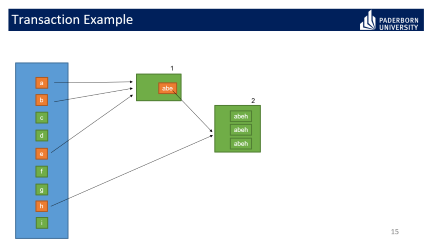 Transaction Example
PADERBORN
UNIVERSITY
a
b
c
d
e
f
g
h
i
1
abe
2
abeh
abeh
abeh
15